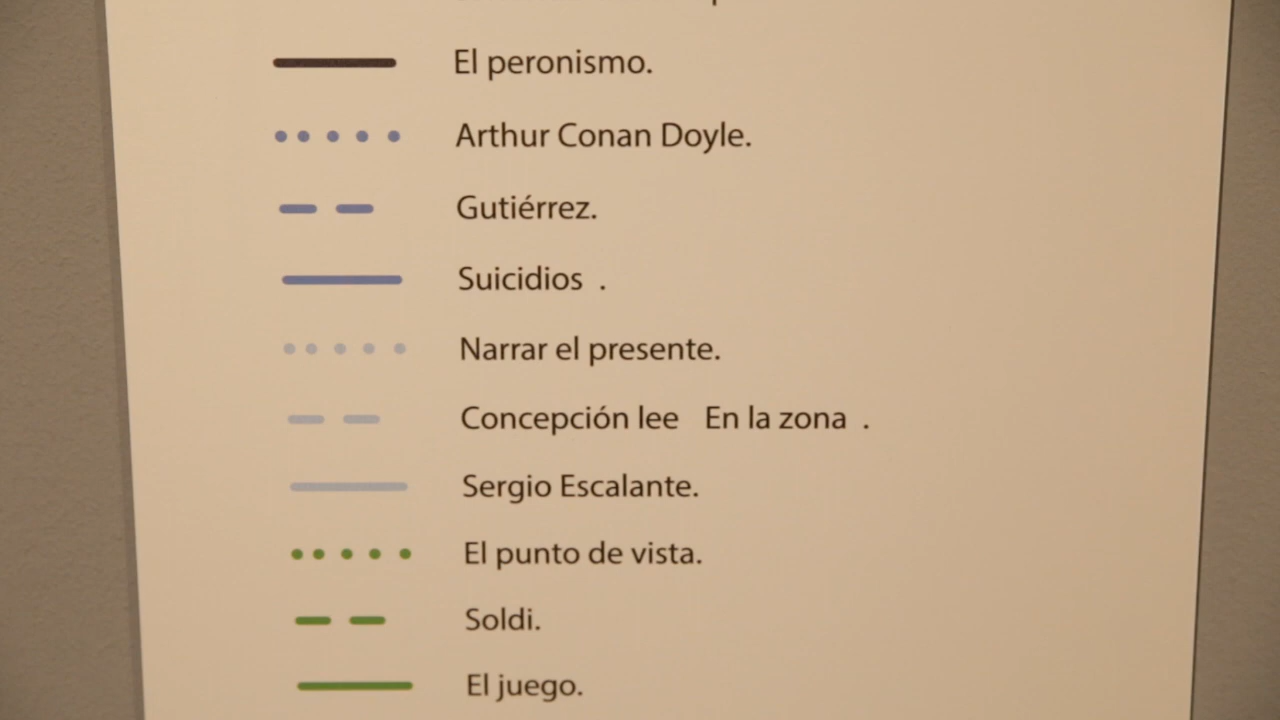 El peronismo.
Arthur Conan Doyle.
Gutiérrez.
Suicidios .
Narrar el presente.
Concepción lee En la zona .
Sergio Escalante.
El punto de vista.
Soldi.
El juego.